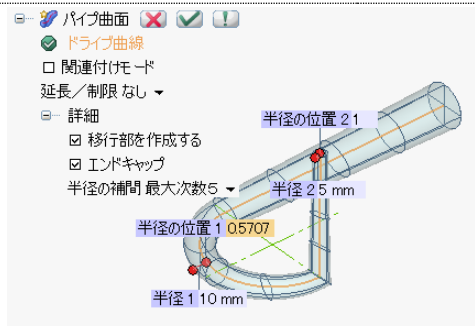 パイプ曲面
ドライブ曲線
関連付けモード
延長／制限 なし
詳細
移行部を作成する
エンドキャップ
半径の補間 最大次数5
半径の位置 2 1
半径 2 5 mm
半径の位置 1 0.5707
半径 1 10 mm